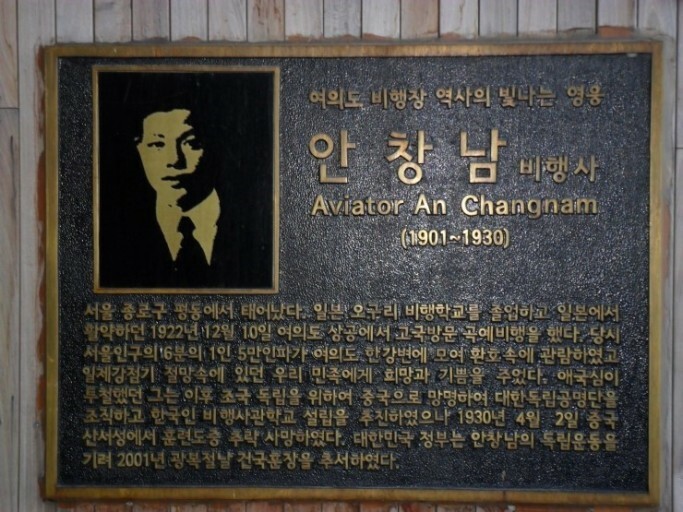 여의도 비행장 역사의 빛나는 영웅
안창남 비행사
Aviator An Changnam
(1901~1930)
서울 종로구 평동에서 태어났다. 일본 오구리 비행학교를 졸업하고 일본에서
활약하던 1922년 12월 10일 여의도 상공에서 고국방문 곡예비행을 했다. 당시
서울인구의 6분의 1인 5만인파가 여의도 한강변에 모여 환호속에 관람하였고
일제강점기 절망속에 있던 우리 민족에게 희망과 기쁨을 주었다. 애국심이
투철했던 그는 이후 조국 독립을 위하여 중국으로 망명하여 대한독립공명단을
조직하고 한국인 비행사관학교 설립을 추진하였으나 1930년 4월 2일 중국
산서성에서 훈련도중 추락 사망하였다. 대한민국 정부는 안창남의 독립운동을
기려 2001년 광복절날 건국훈장을 추서하였다.